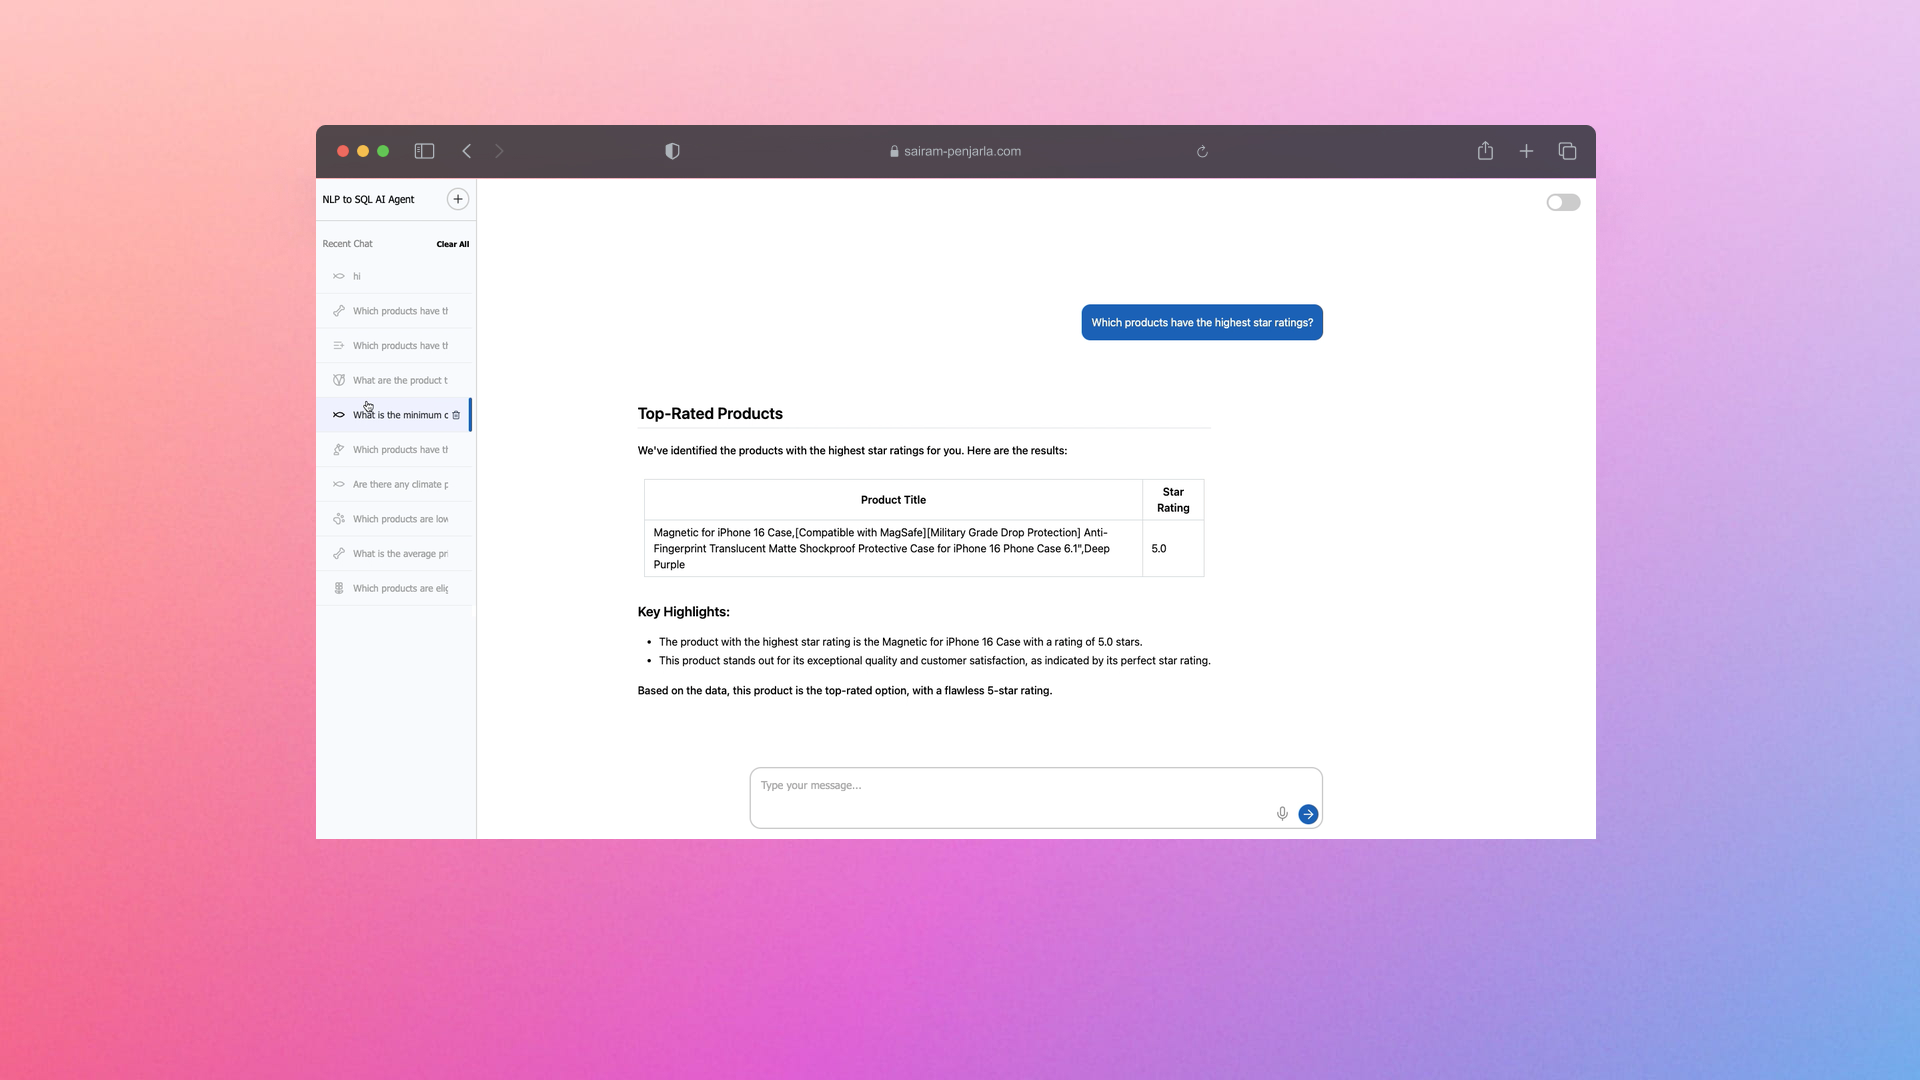 sairam-penjarla.com
NLP to SQL AI Agent
Recent Chat
Clear All
hi
Which products have th
Which products have th
What are the product t
What is the minimum c
Which products have th
Are there any climate p
Which products are low
What is the average pri
Which products are elig
Which products have the highest star ratings?
Top-Rated Products
We've identified the products with the highest star ratings for you. Here are the results:
Product Title
Star
Rating
Magnetic for iPhone 16 Case,[Compatible with MagSafe][Military Grade Drop Protection] Anti-
Fingerprint Translucent Matte Shockproof Protective Case for iPhone 16 Phone Case 6.1",Deep
Purple
5.0
Key Highlights:
• The product with the highest star rating is the Magnetic for iPhone 16 Case with a rating of 5.0 stars.
• This product stands out for its exceptional quality and customer satisfaction, as indicated by its perfect star rating.
Based on the data, this product is the top-rated option, with a flawless 5-star rating.
Type your message...